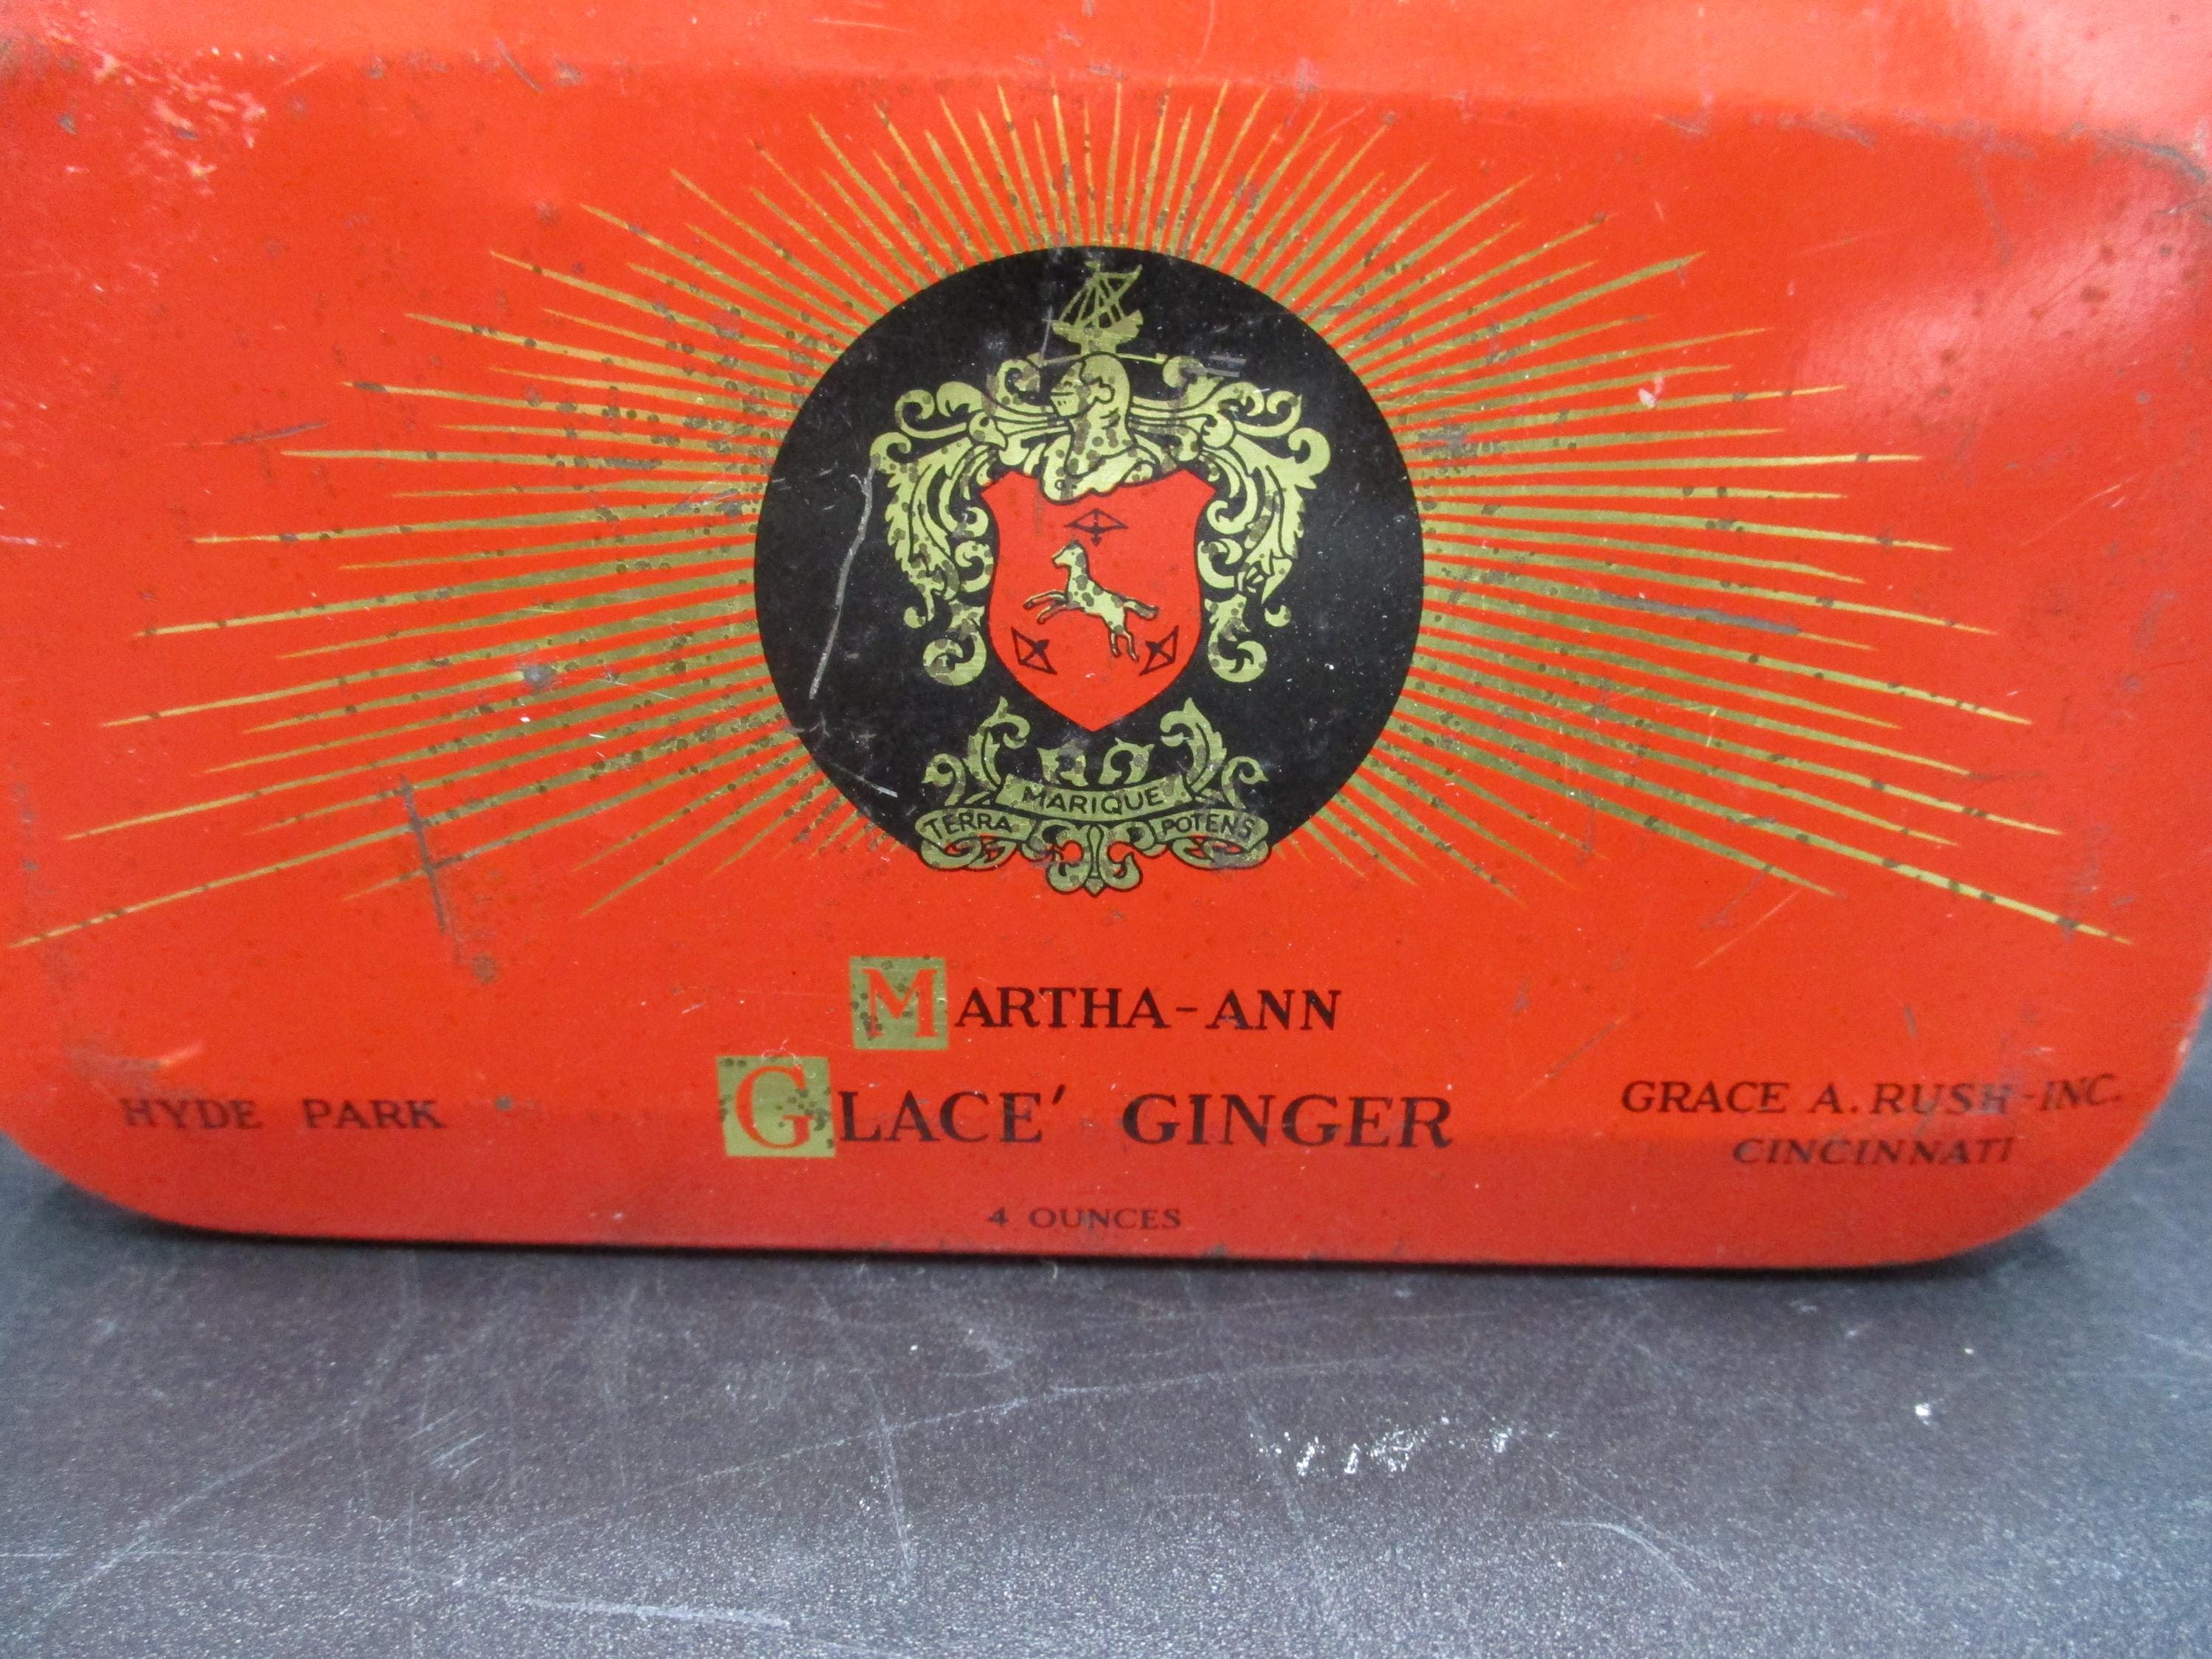 MARIQUE
TERRA POTENS
MARTHA-ANN
GLACE' GINGER
HYDE PARK
GRACE A. RUSH-INC.
CINCINNATI
4 OUNCES